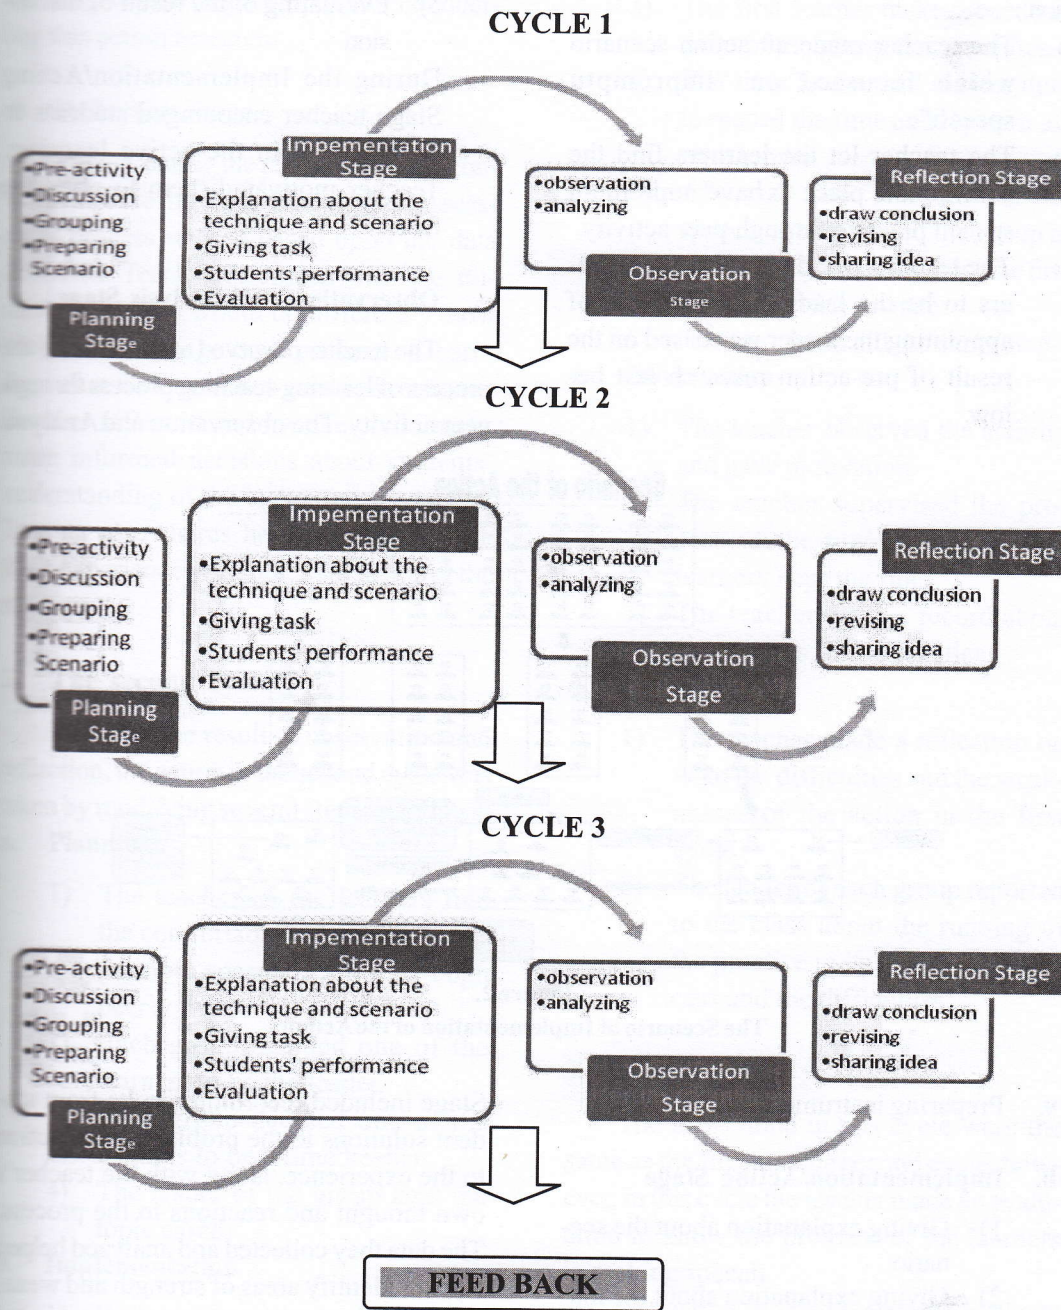 CYCLE 1
•Pre-activity
•Discussion
•Grouping
•Preparing
Scenario
Planning
Stage
Impementation
Stage
•Explanation about the
technique and scenario
•Giving task
•Students' performance
•Evaluation
•observation
•analyzing
Observation
Stage
Reflection Stage
•draw conclusion
•revising
•sharing idea
CYCLE 2
•Pre-activity
•Discussion
•Grouping
•Preparing
Scenario
Planning
Stage
Impementation
Stage
•Explanation about the
technique and scenario
•Giving task
•Students' performance
•Evaluation
•observation
•analyzing
Observation
Stage
Reflection Stage
•draw conclusion
•revising
•sharing idea
CYCLE 3
•Pre-activity
•Discussion
•Grouping
•Preparing
Scenario
Planning
Stage
Impementation
Stage
•Explanation about the
technique and scenario
•Giving task
•Students' performance
•Evaluation
•observation
•analyzing
Observation
Stage
Reflection Stage
•draw conclusion
•revising
•sharing idea
FEED BACK